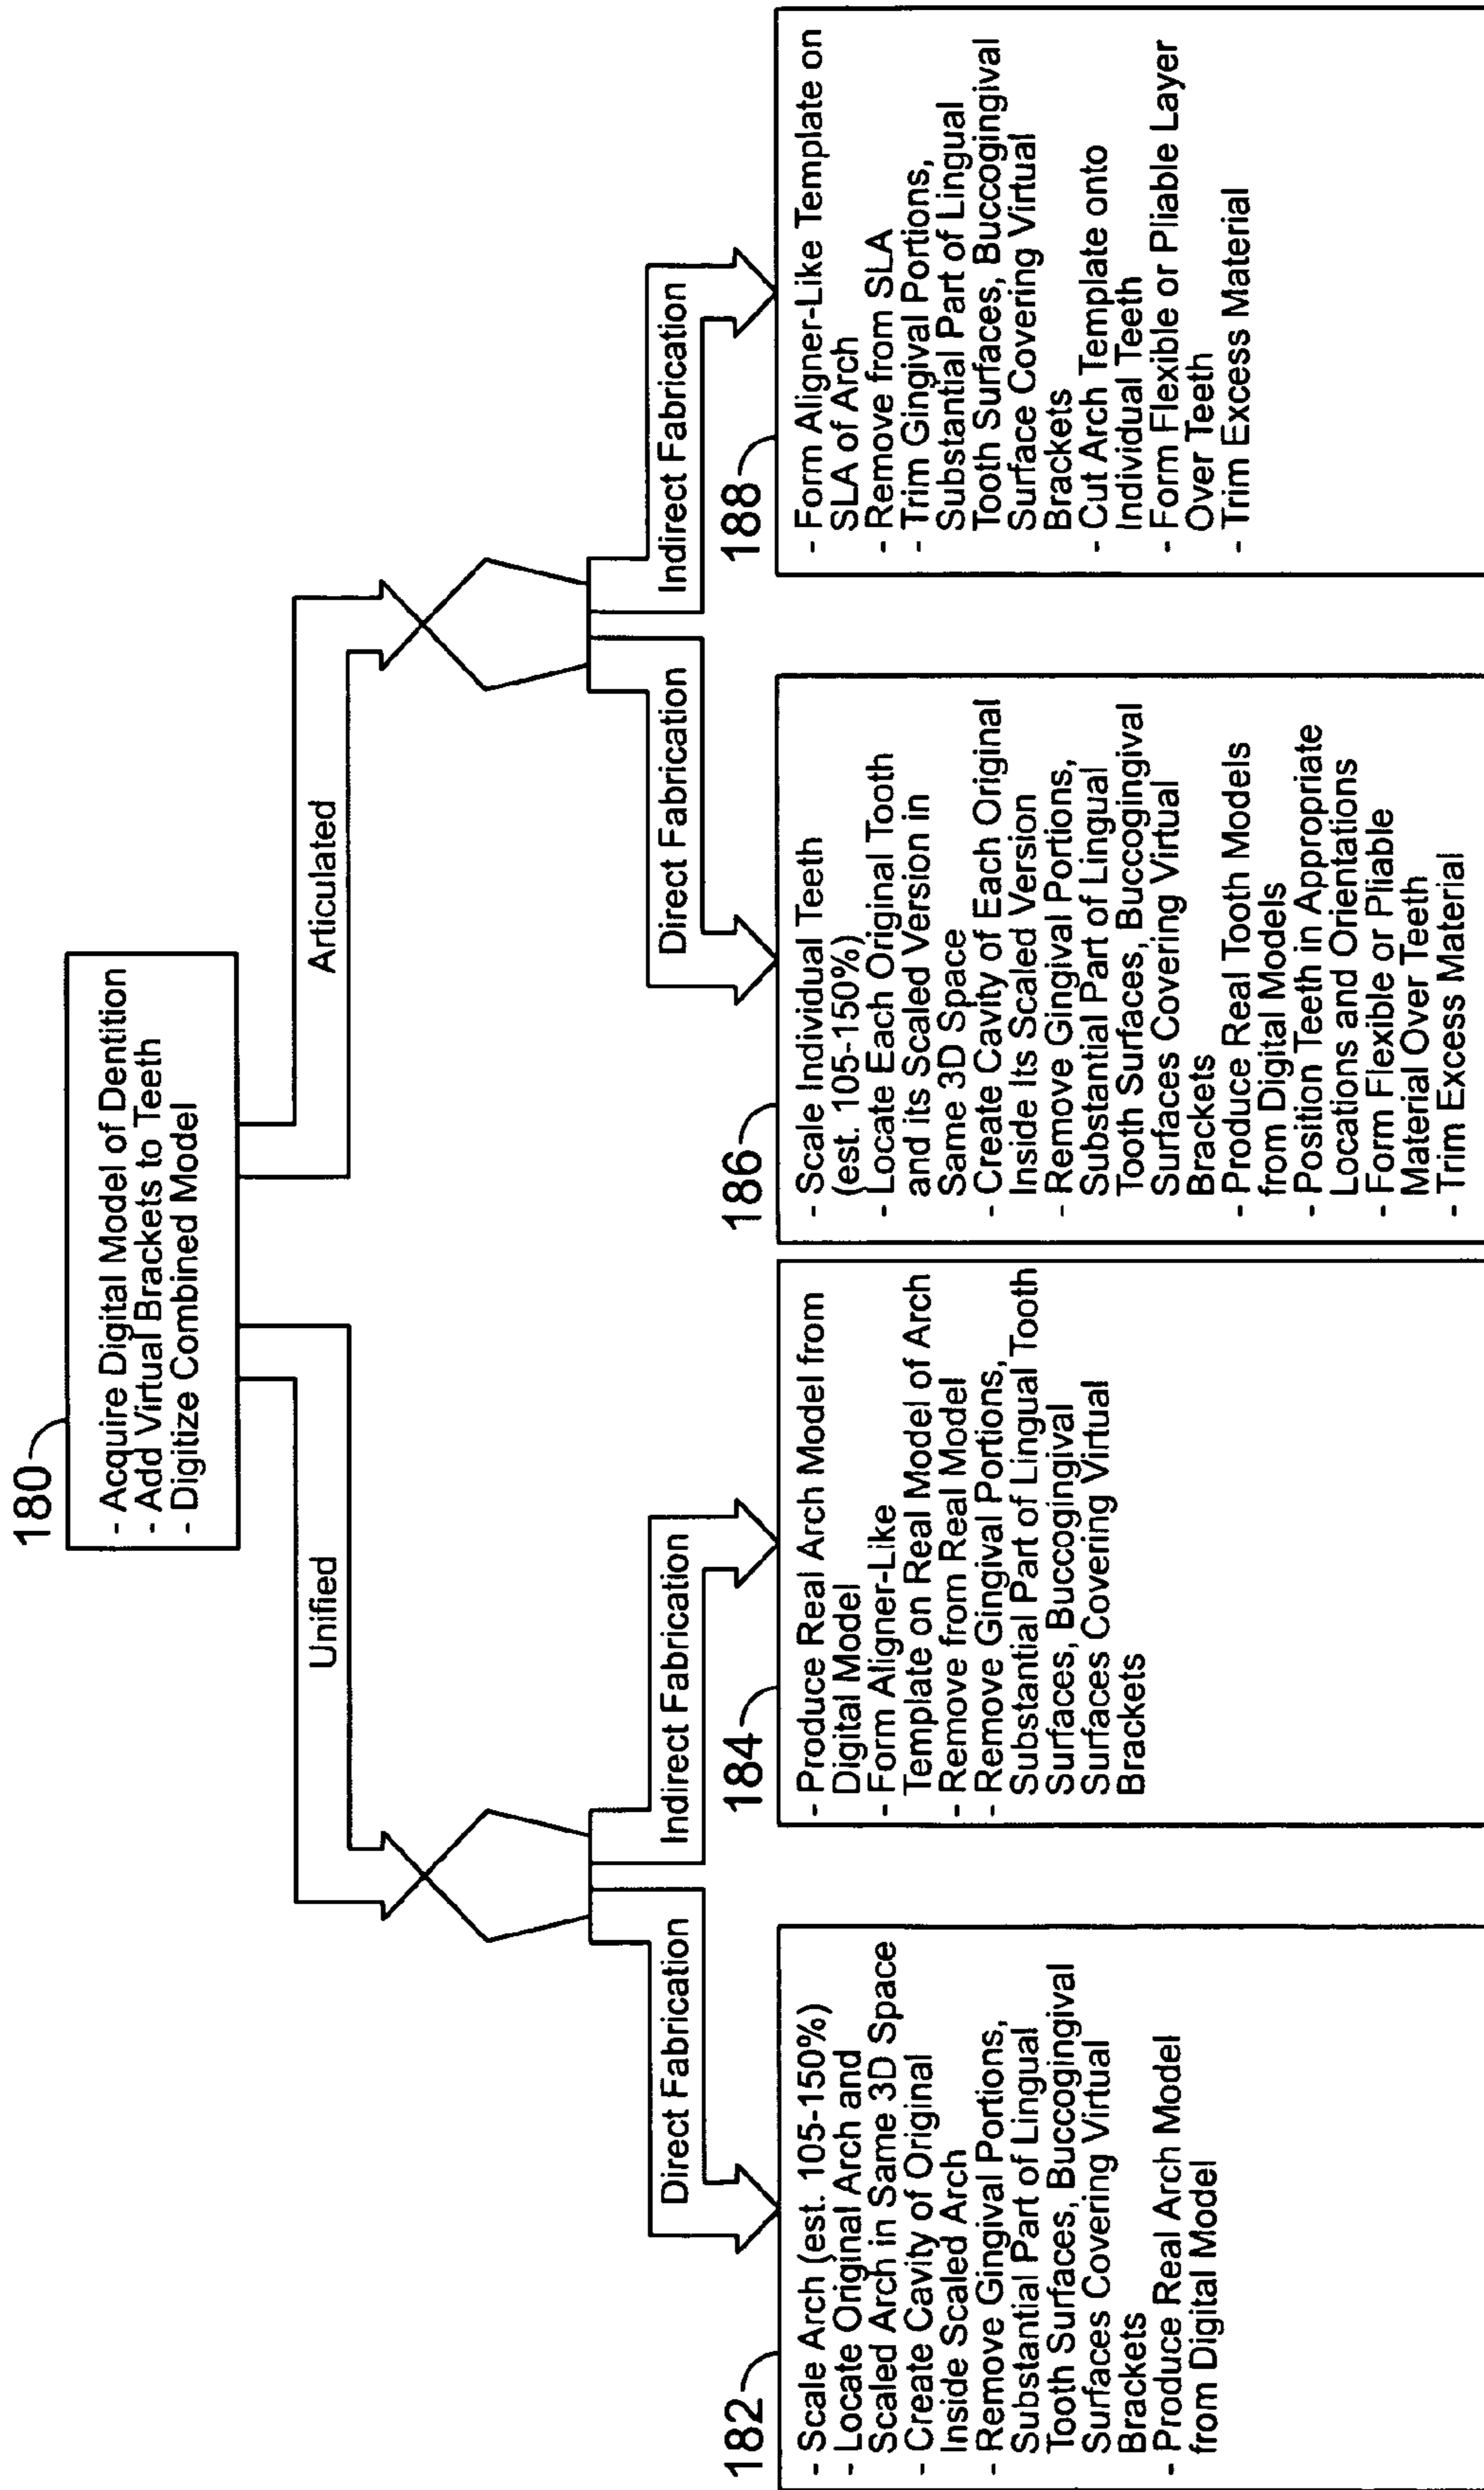 180
- Acquire Digital Model of Dentition
- Add Virtual Brackets to Teeth
- Digitize Combined Model
Unified
Articulated
Direct Fabrication
Indirect Fabrication
Direct Fabrication
Indirect Fabrication
182
- Scale Arch (est. 105-150%)
- Locate Original Arch and
Scaled Arch in Same 3D Space
- Create Cavity of Original
Inside Scaled Arch
- Remove Gingival Portions,
Substantial Part of Lingual
Tooth Surfaces, Buccogingival
Surfaces Covering Virtual
Brackets
- Produce Real Arch Model
from Digital Model
184
- Produce Real Arch Model from
Digital Model
- Form Aligner-Like
Template on Real Model of Arch
- Remove from Real Model
- Remove Gingival Portions,
Substantial Part of Lingual Tooth
Surfaces, Buccogingival
Surfaces Covering Virtual
Brackets
186
- Scale Individual Teeth
(est. 105-150%)
- Locate Each Original Tooth
and its Scaled Version in
Same 3D Space
- Create Cavity of Each Original
Inside Its Scaled Version
- Remove Gingival Portions,
Substantial Part of Lingual
Tooth Surfaces, Buccogingival
Surfaces Covering Virtual
Brackets
- Produce Real Tooth Models
from Digital Models
- Position Teeth in Appropriate
Locations and Orientations
- Form Flexible or Pliable
Material Over Teeth
- Trim Excess Material
188
- Form Aligner-Like Template on
SLA of Arch
- Remove from SLA
- Trim Gingival Portions,
Substantial Part of Lingual
Tooth Surfaces, Buccogingival
Surface Covering Virtual
Brackets
- Cut Arch Template onto
Individual Teeth
- Form Flexible or Pliable Layer
Over Teeth
- Trim Excess Material